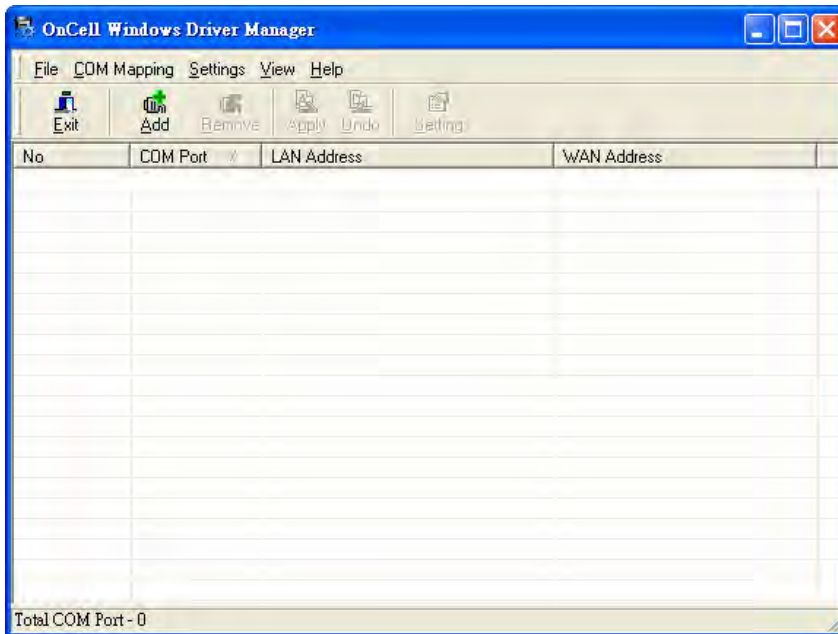 OnCell Windows Driver Manager
File COM Mapping Settings View Help
Exit Add Remove Apply Undo Setting
No COM Port LAN Address WAN Address
Total COM Port - 0